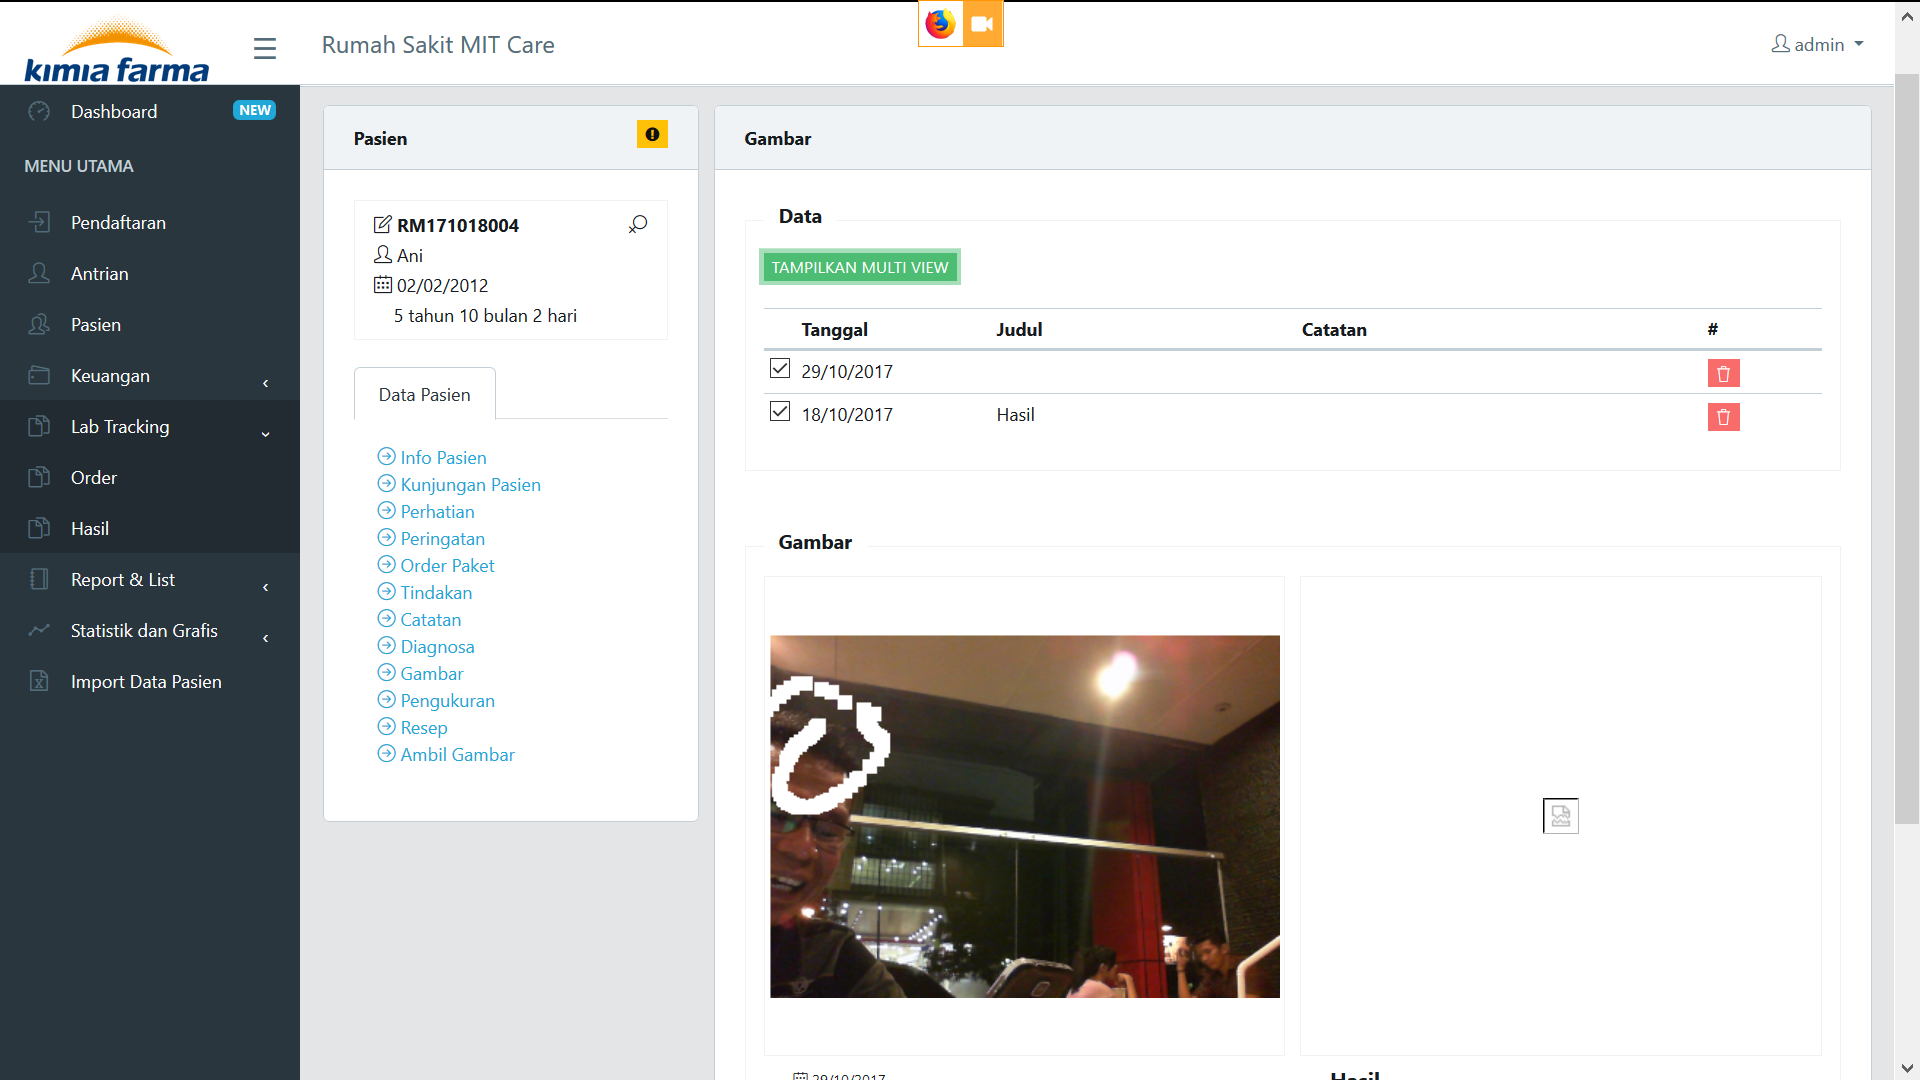 kimia farma
Rumah Sakit MIT Care
admin
Dashboard
NEW
MENU UTAMA
Pendaftaran
Antrian
Pasien
Keuangan
Lab Tracking
Order
Hasil
Report & List
Statistik dan Grafis
Import Data Pasien
Pasien
RM171018004
Ani
02/02/2012
5 tahun 10 bulan 2 hari
Data Pasien
Info Pasien
Kunjungan Pasien
Perhatian
Peringatan
Order Paket
Tindakan
Catatan
Diagnosa
Gambar
Pengukuran
Resep
Ambil Gambar
Gambar
Data
TAMPILKAN MULTI VIEW
Tanggal Judul Catatan #
29/10/2017
18/10/2017 Hasil
Gambar
29/10/2017
Hasil